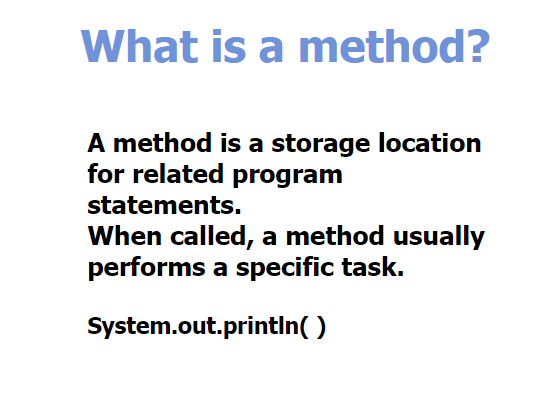 What is a method?
A method is a storage location
for related program
statements.
When called, a method usually
performs a specific task.
System.out.println( )